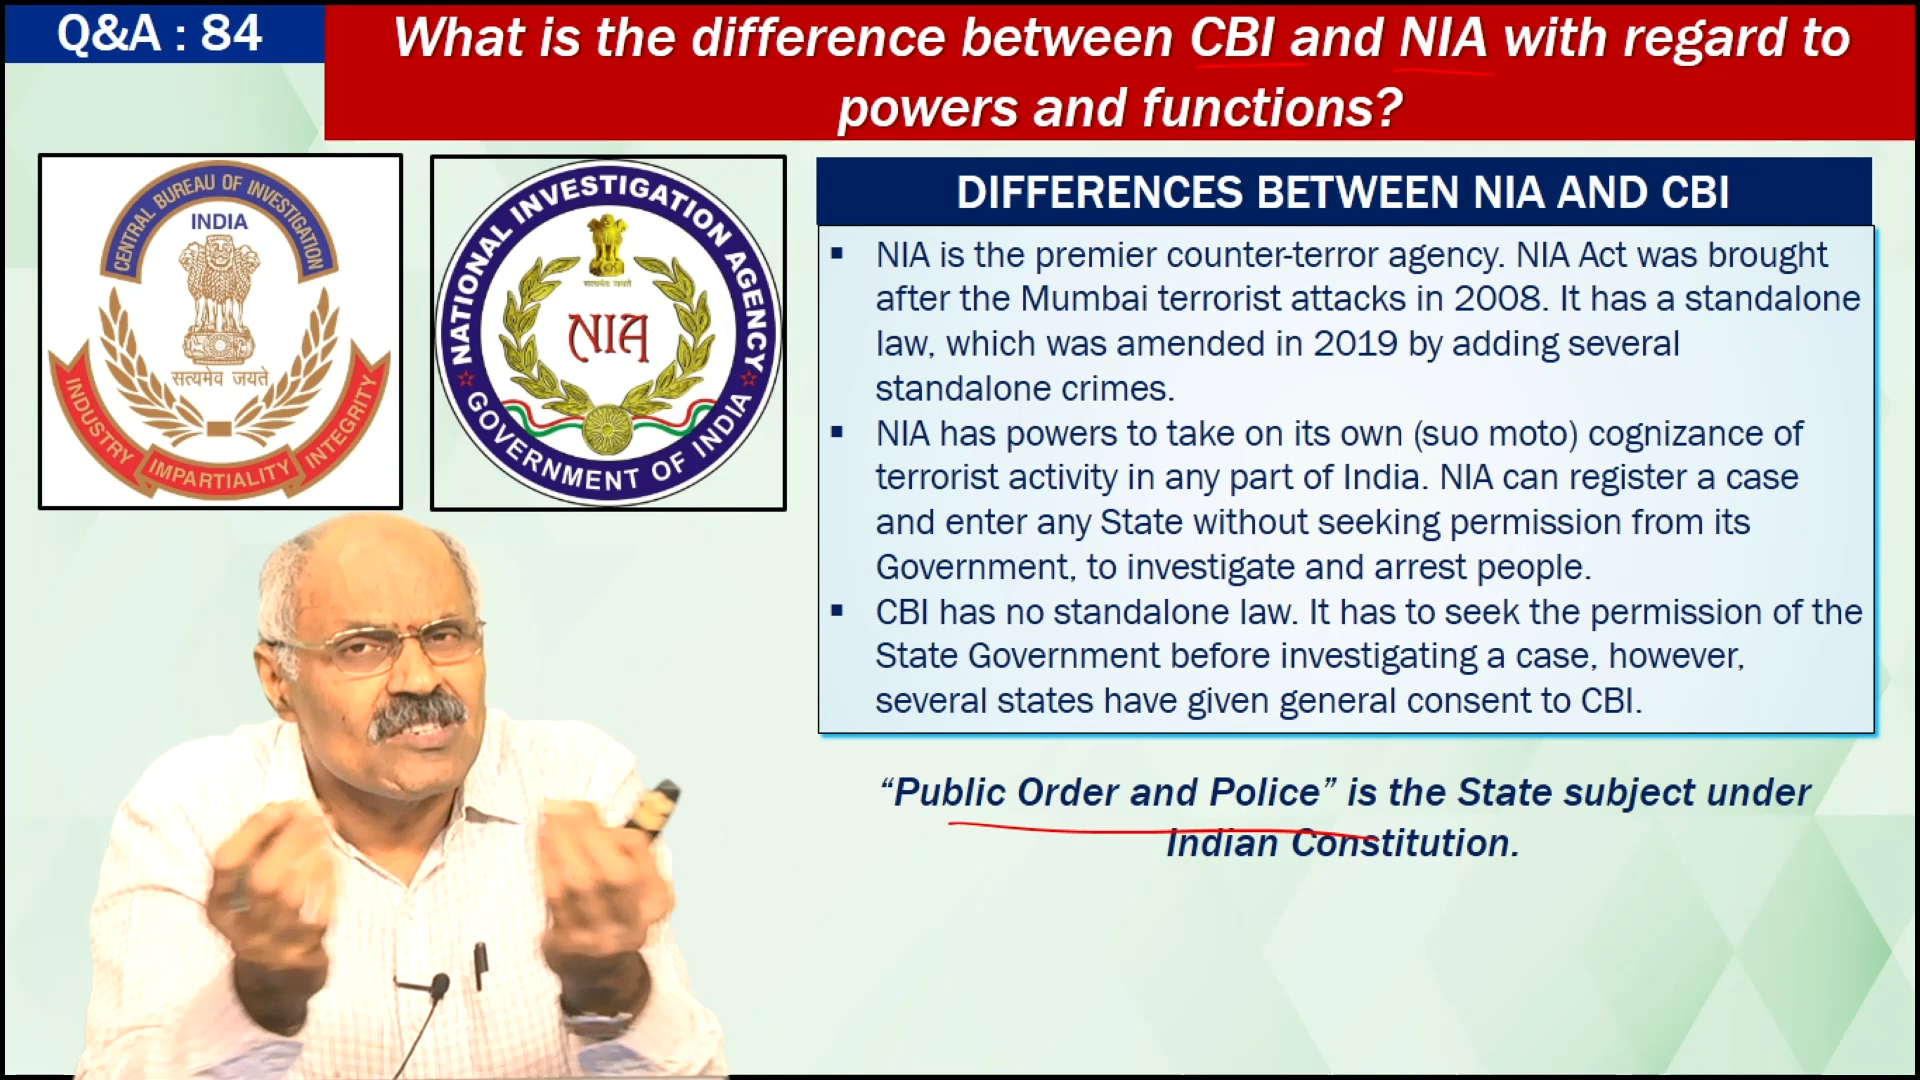 Q&A : 84
What is the difference between CBI and NIA with regard to
powers and functions?
CENTRAL BUREAU OF INVESTIGATION
INDIA
सत्यमेव जयते
INDUSTRY
IMPARTIALITY
INTEGRITY
NATIONAL INVESTIGATION AGENCY
सत्यमेव जयते
NIA
GOVERNMENT OF INDIA
DIFFERENCES BETWEEN NIA AND CBI
▪ NIA is the premier counter-terror agency. NIA Act was brought
after the Mumbai terrorist attacks in 2008. It has a standalone
law, which was amended in 2019 by adding several
standalone crimes.
▪ NIA has powers to take on its own (suo moto) cognizance of
terrorist activity in any part of India. NIA can register a case
and enter any State without seeking permission from its
Government, to investigate and arrest people.
▪ CBI has no standalone law. It has to seek the permission of the
State Government before investigating a case, however,
several states have given general consent to CBI.
“Public Order and Police” is the State subject under
Indian Constitution.